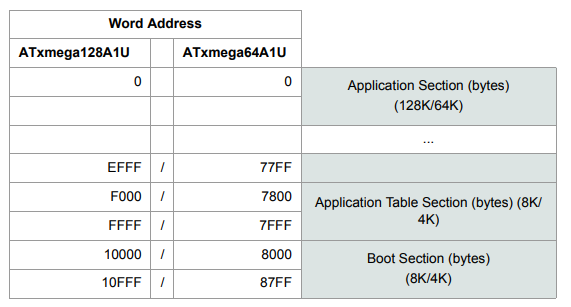 Word Address
ATxmega128A1U ATxmega64A1U
0 0 Application Section (bytes)
(128K/64K)
...
EFFF / 77FF
F000 / 7800 Application Table Section (bytes) (8K/
FFFF / 7FFF 4K)
10000 / 8000 Boot Section (bytes)
10FFF / 87FF (8K/4K)